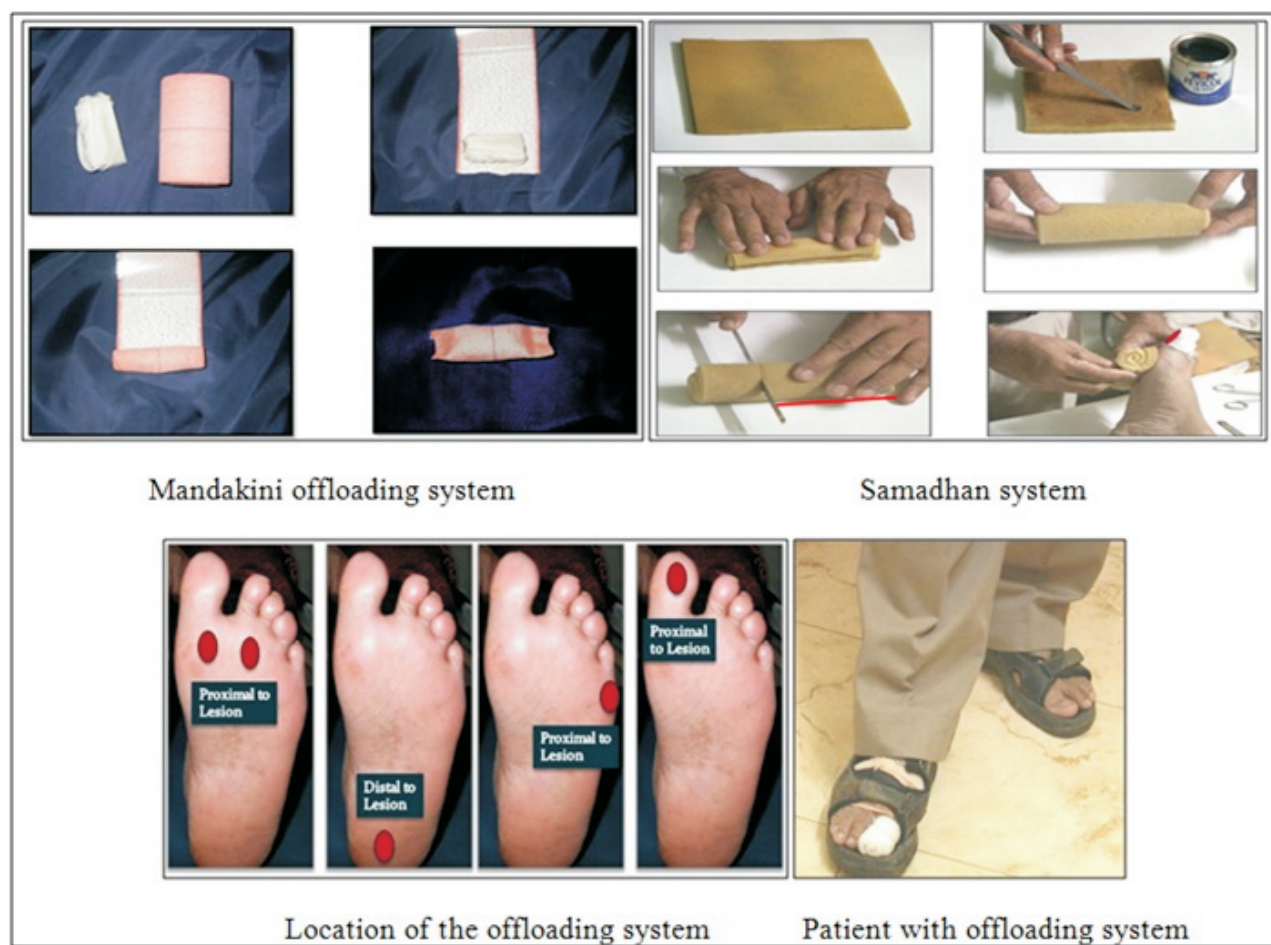 FEVICOL
Mandakini offloading system
Samadhan system
Proximal to
Lesion
Distal to
Lesion
Proximal to
Lesion
Proximal
to Lesion
Location of the offloading system
Patient with offloading system